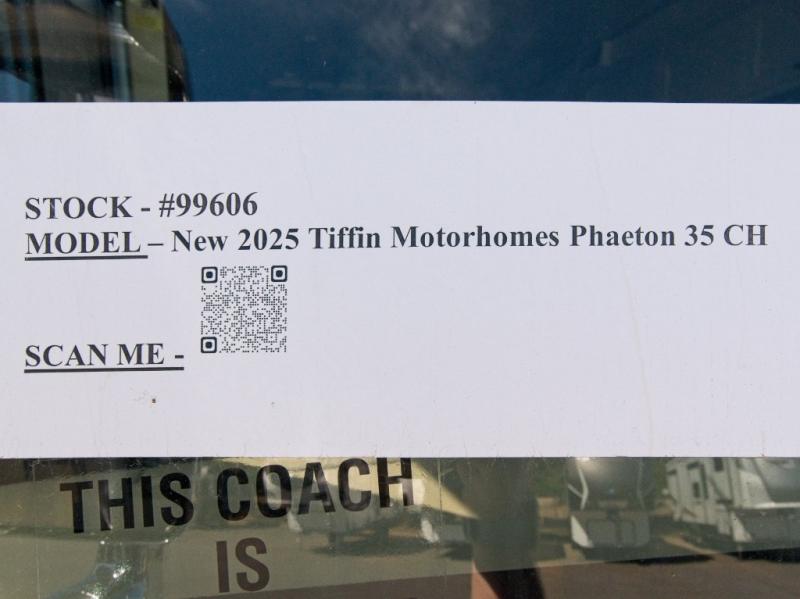 STOCK - #99606
MODEL – New 2025 Tiffin Motorhomes Phaeton 35 CH
SCAN ME -
THIS COACH
IS